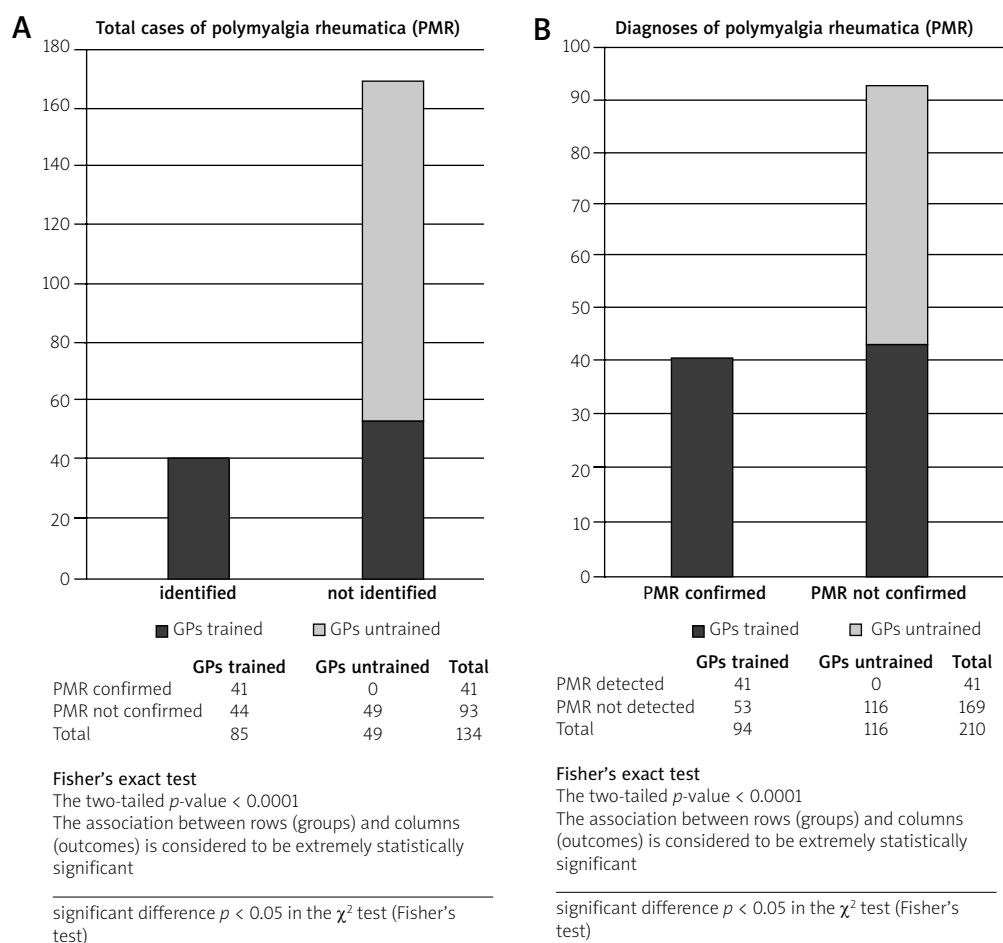 A
Total cases of polymyalgia rheumatica (PMR)
180
160
140
120
100
80
60
40
20
0
identified not identified
GPs trained GPs untrained
GPs trained GPs untrained Total
PMR confirmed 41 0 41
PMR not confirmed 44 49 93
Total 85 49 134
Fisher's exact test
The two-tailed p-value < 0.0001
The association between rows (groups) and columns
(outcomes) is considered to be extremely statistically
significant
significant difference p < 0.05 in the χ² test (Fisher's
test)
B
Diagnoses of polymyalgia rheumatica (PMR)
100
90
80
70
60
50
40
30
20
10
0
PMR confirmed PMR not confirmed
GPs trained GPs untrained
GPs trained GPs untrained Total
PMR detected 41 0 41
PMR not detected 53 116 169
Total 94 116 210
Fisher's exact test
The two-tailed p-value < 0.0001
The association between rows (groups) and columns
(outcomes) is considered to be extremely statistically
significant
significant difference p < 0.05 in the χ² test (Fisher's
test)